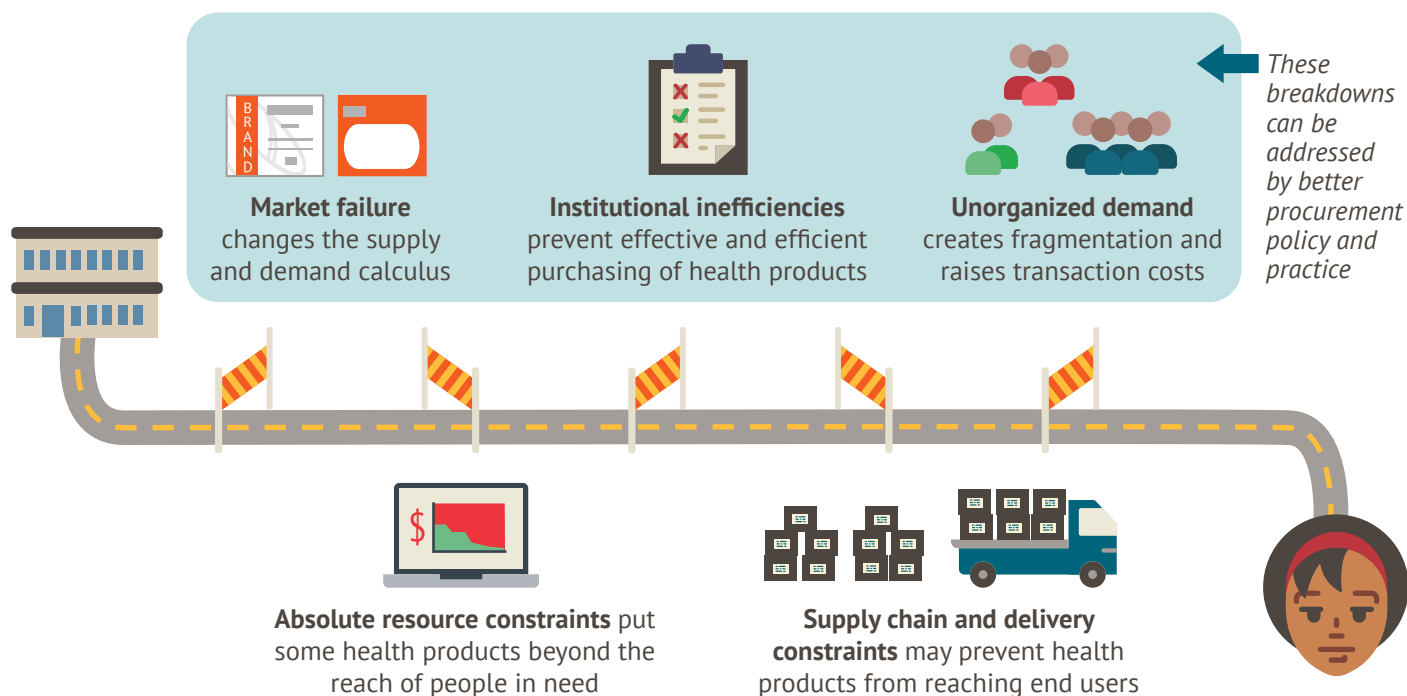 BRAND
Market failure
changes the supply
and demand calculus
Institutional inefficiencies
prevent effective and efficient
purchasing of health products
Unorganized demand
creates fragmentation and
raises transaction costs
These
breakdowns
can be
addressed
by better
procurement
policy and
practice
$
Absolute resource constraints put
some health products beyond the
reach of people in need
Supply chain and delivery
constraints may prevent health
products from reaching end users